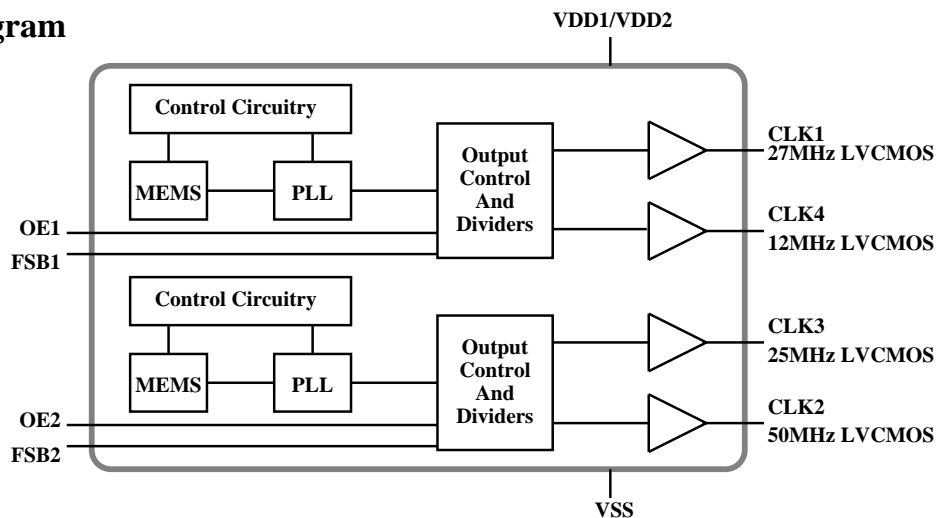 gram
VDD1/VDD2
Control Circuitry
MEMS
PLL
Output
Control
And
Dividers
CLK1
27MHz LVCMOS
CLK4
12MHz LVCMOS
OE1
FSB1
Control Circuitry
MEMS
PLL
Output
Control
And
Dividers
CLK3
25MHz LVCMOS
CLK2
50MHz LVCMOS
OE2
FSB2
VSS